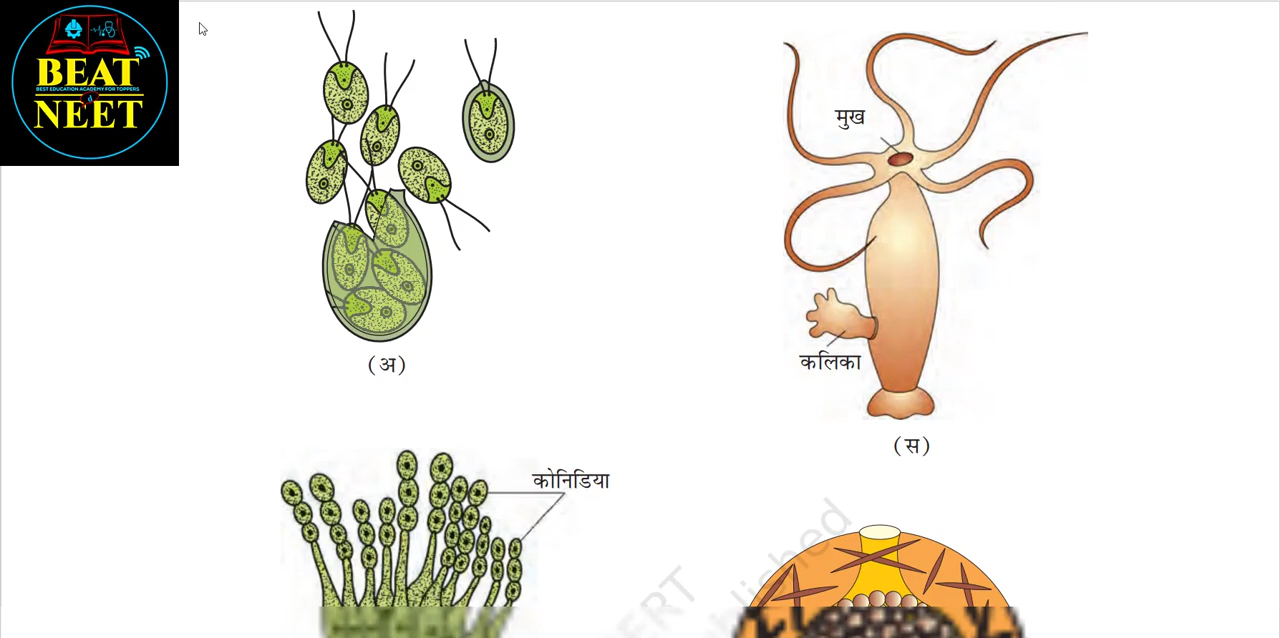 BEAT
BEST EDUCATION ACADEMY FOR TOPPERS
NEET
मुख
कलिका
(अ)
(स)
कोनिडिया